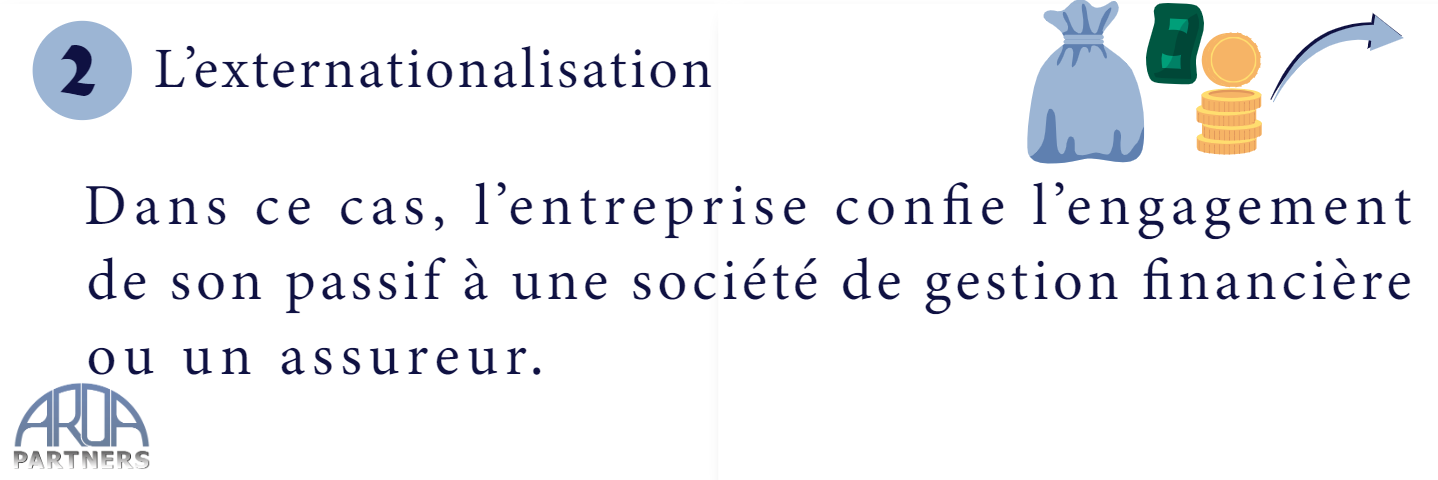 2 L’externationalisation
Dans ce cas, l’entreprise confie l’engagement
de son passif à une société de gestion financière
ou un assureur.
AROA
PARTNERS